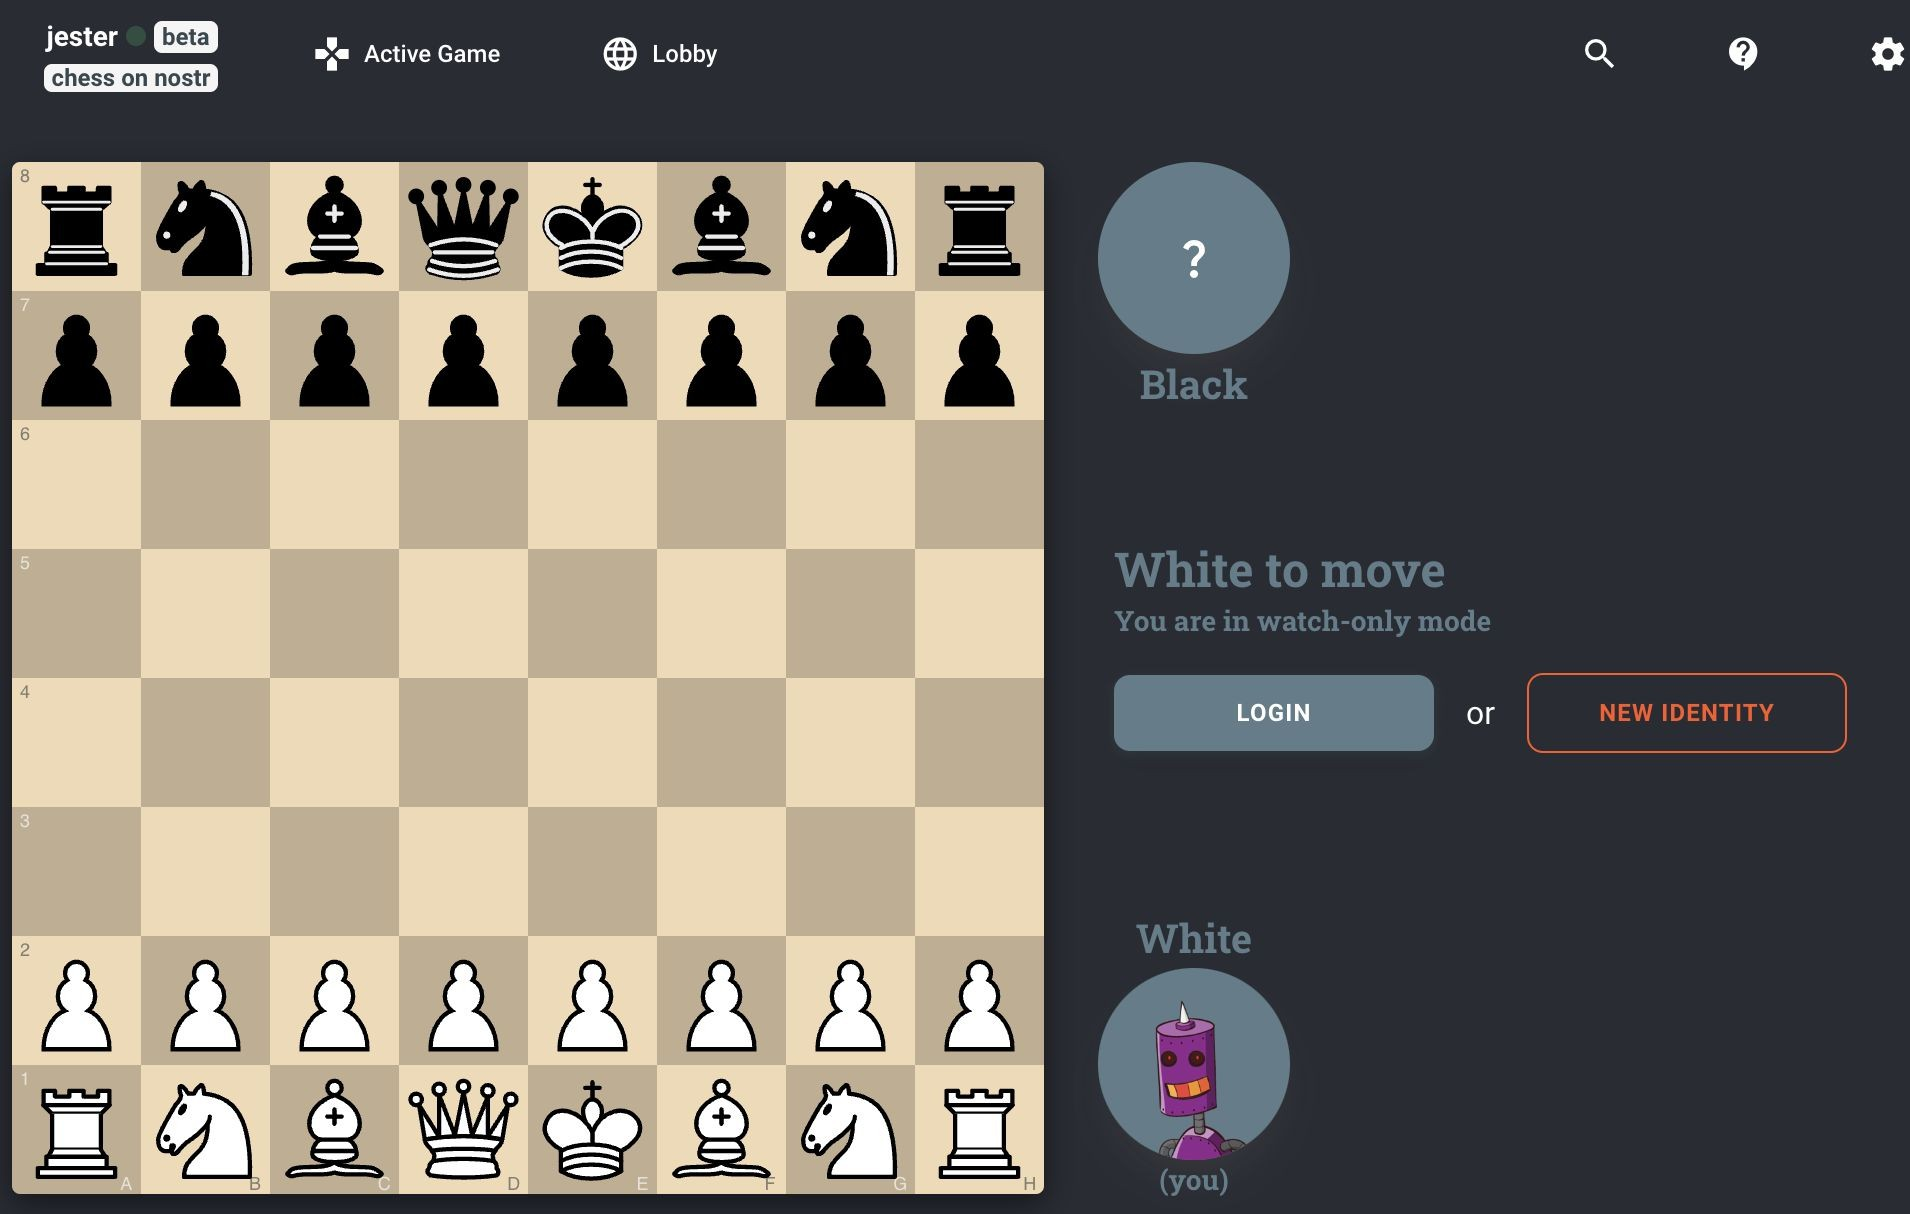 jester beta
chess on nostr
Active Game
Lobby
?
8
7
6
5
4
3
2
1
A B C D E F G H
?
Black
White to move
You are in watch-only mode
LOGIN or NEW IDENTITY
White
(you)